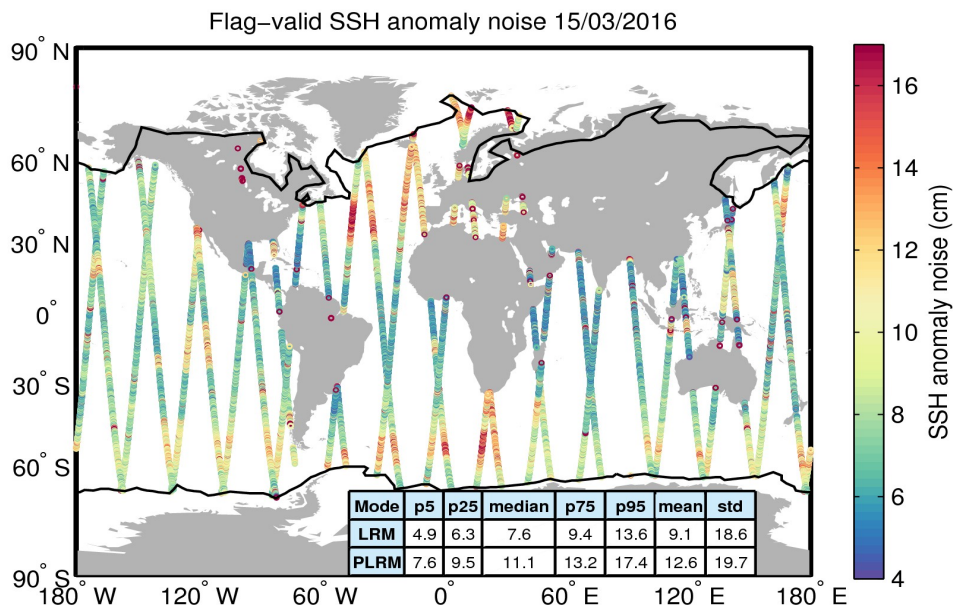 Flag−valid SSH anomaly noise 15/03/2016
90° N
60° N
30° N
0°
30° S
60° S
90° S
180° W 120° W 60° W 0° 60° E 120° E 180° E
16
14
12
10
8
6
4
SSH anomaly noise (cm)
Mode p5 p25 median p75 p95 mean std
LRM 4.9 6.3 7.6 9.4 13.6 9.1 18.6
PLRM 7.6 9.5 11.1 13.2 17.4 12.6 19.7